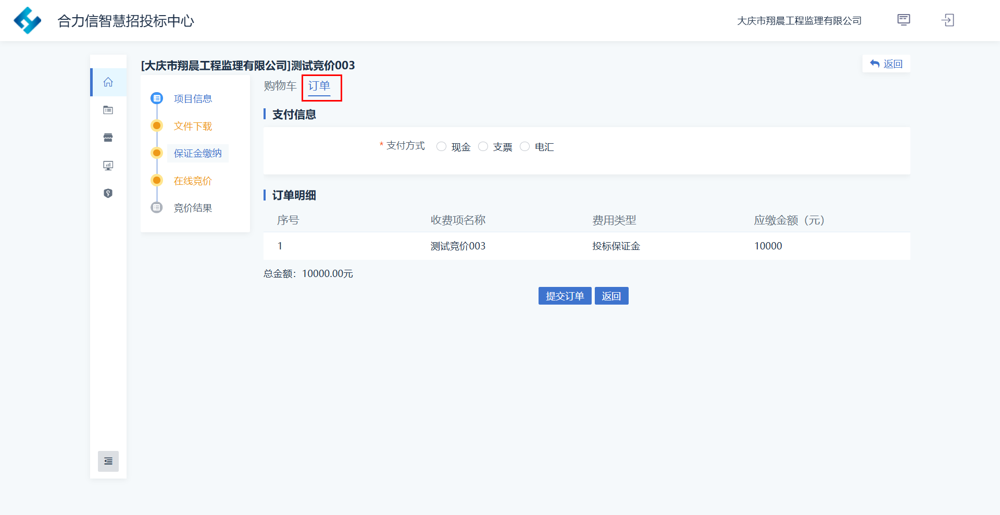 合力信智慧招投标中心
大庆市翔晨工程监理有限公司
[大庆市翔晨工程监理有限公司]测试竞价003
返回
购物车 订单
项目信息
文件下载
保证金缴纳
在线竞价
竞价结果
支付信息
* 支付方式 现金 支票 电汇
订单明细
序号 收费项名称 费用类型 应缴金额（元）
1 测试竞价003 投标保证金 10000
总金额：10000.00元
提交订单 返回